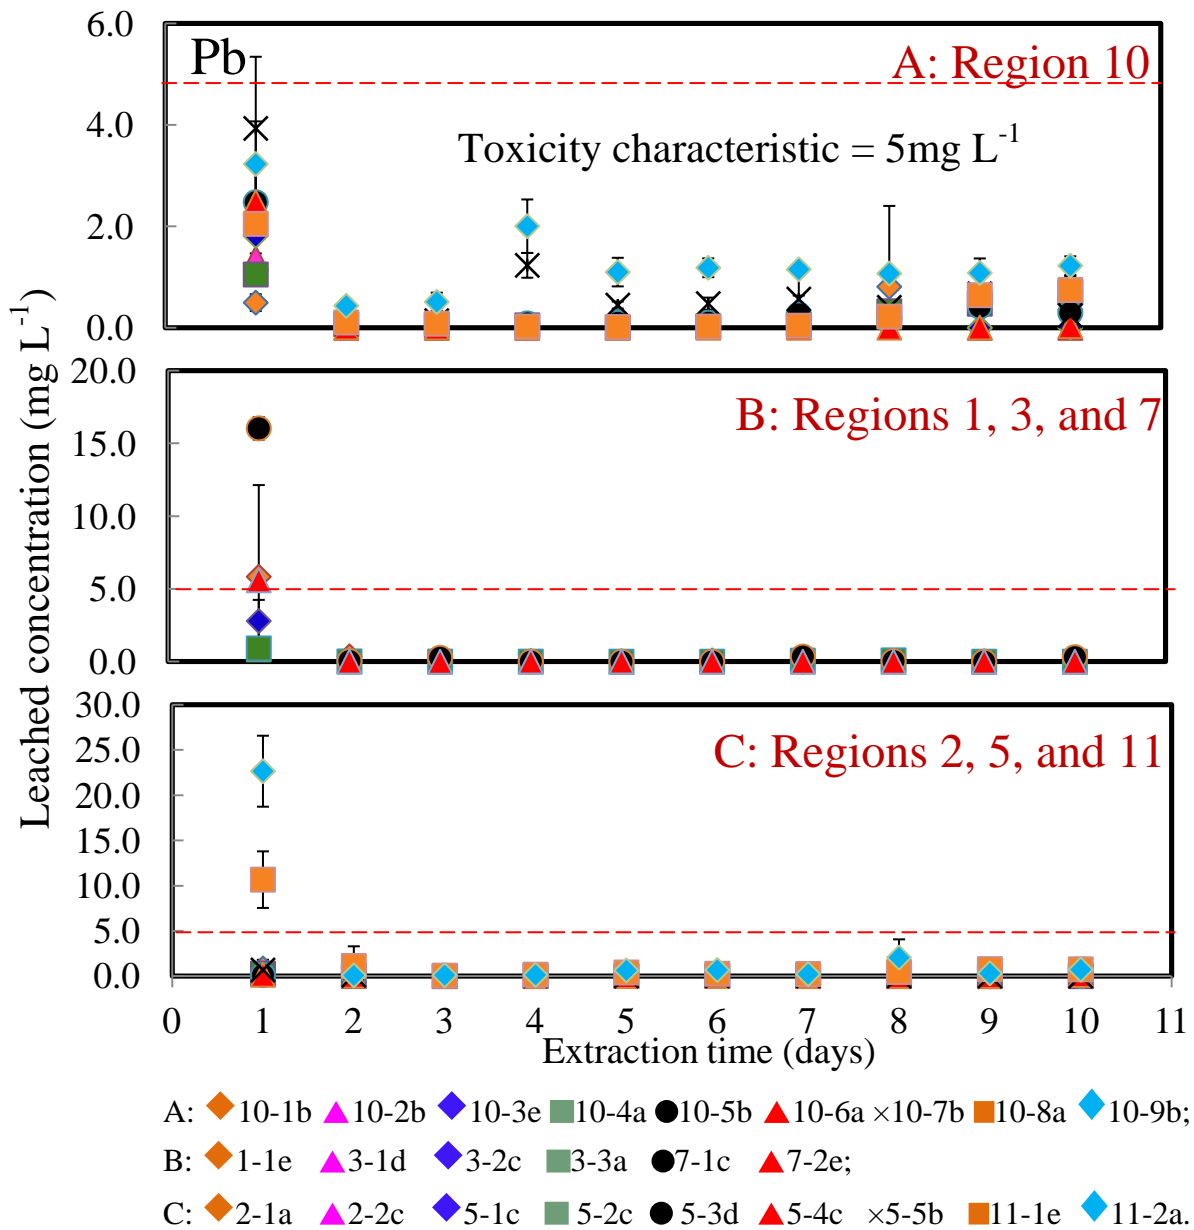 6.0
Pb
A: Region 10
4.0
Toxicity characteristic = 5mg L⁻¹
2.0
0.0
20.0
B: Regions 1, 3, and 7
15.0
10.0
5.0
0.0
30.0
C: Regions 2, 5, and 11
25.0
20.0
15.0
10.0
5.0
0.0
Leached concentration (mg L⁻¹)
0 1 2 3 4 5 6 7 8 9 10 11
Extraction time (days)
A: 10-1b 10-2b 10-3e 10-4a 10-5b 10-6a ×10-7b 10-8a 10-9b;
B: 1-1e 3-1d 3-2c 3-3a 7-1c 7-2e;
C: 2-1a 2-2c 5-1c 5-2c 5-3d 5-4c ×5-5b 11-1e 11-2a.